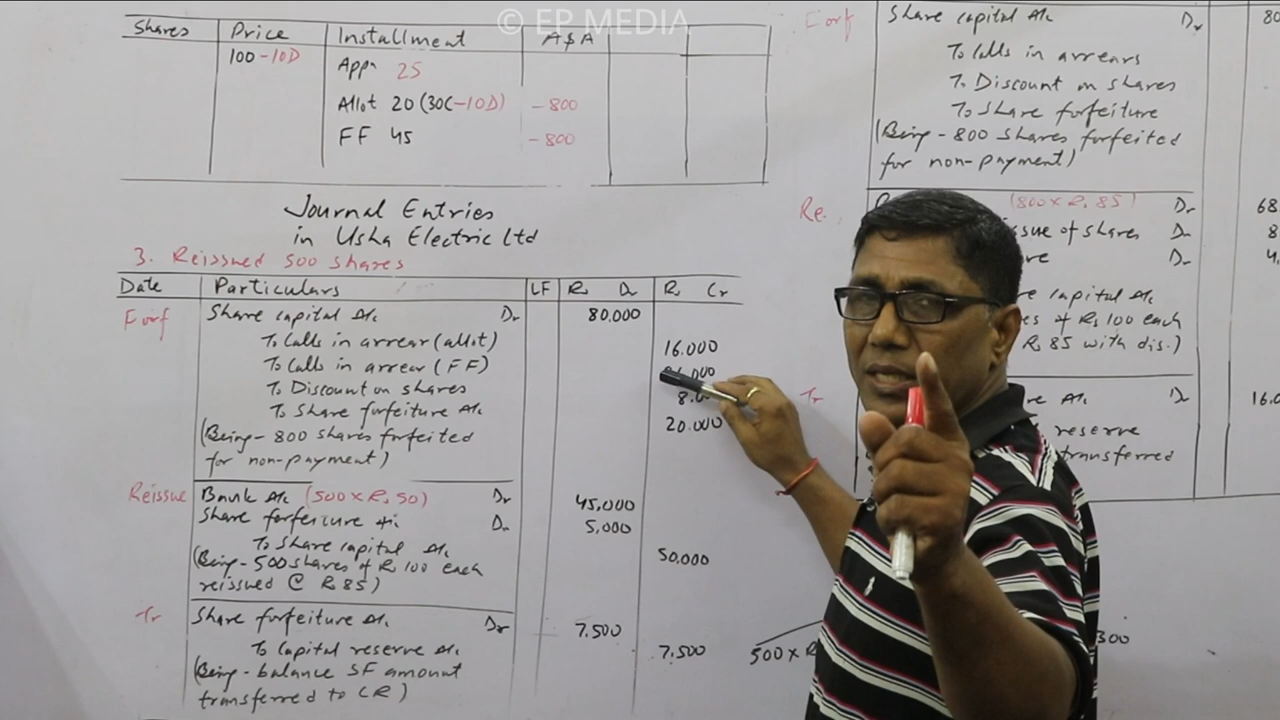 © EP MEDIA
Shares Price Installment A&A
100-10D Appn 25
Allot 20 (30C-10D) -800
FF 45 -800
Journal Entries
in Usha Electric Ltd
3. Reissued 500 shares
Date Particulars LF Rs Dr Rs Cr
Forf Share capital A/c Dr 80,000
To Calls in arrear (allot) 16.000
To Calls in arrear (FF)
To Discount on shares
To Share forfeiture A/c 20.000
(Being - 800 shares forfeited
for non-payment)
Reissue Bank A/c (500 x Rs 50) Dr 45,000
Share forfeiture A/c Dr 5,000
To Share capital A/c 50,000
(Being - 500 shares of Rs 100 each
reissued @ Rs 85)
Tr Share forfeiture A/c Dr 7.500
To Capital reserve A/c 7,500
(Being - balance SF amount
transferred to CR)
Forf Share capital A/c Dr 80
To Calls in arrears
To Discount on shares
To Share forfeiture
(Being - 800 shares forfeited
for non-payment)
Re (800 x Rs 85) Dr 68
of shares Dr 8
Dr 4
capital A/c
of Rs 100 each
Rs 85 with dis.)
Tr A/c Dr 16.0
reserve
transferred
500 x